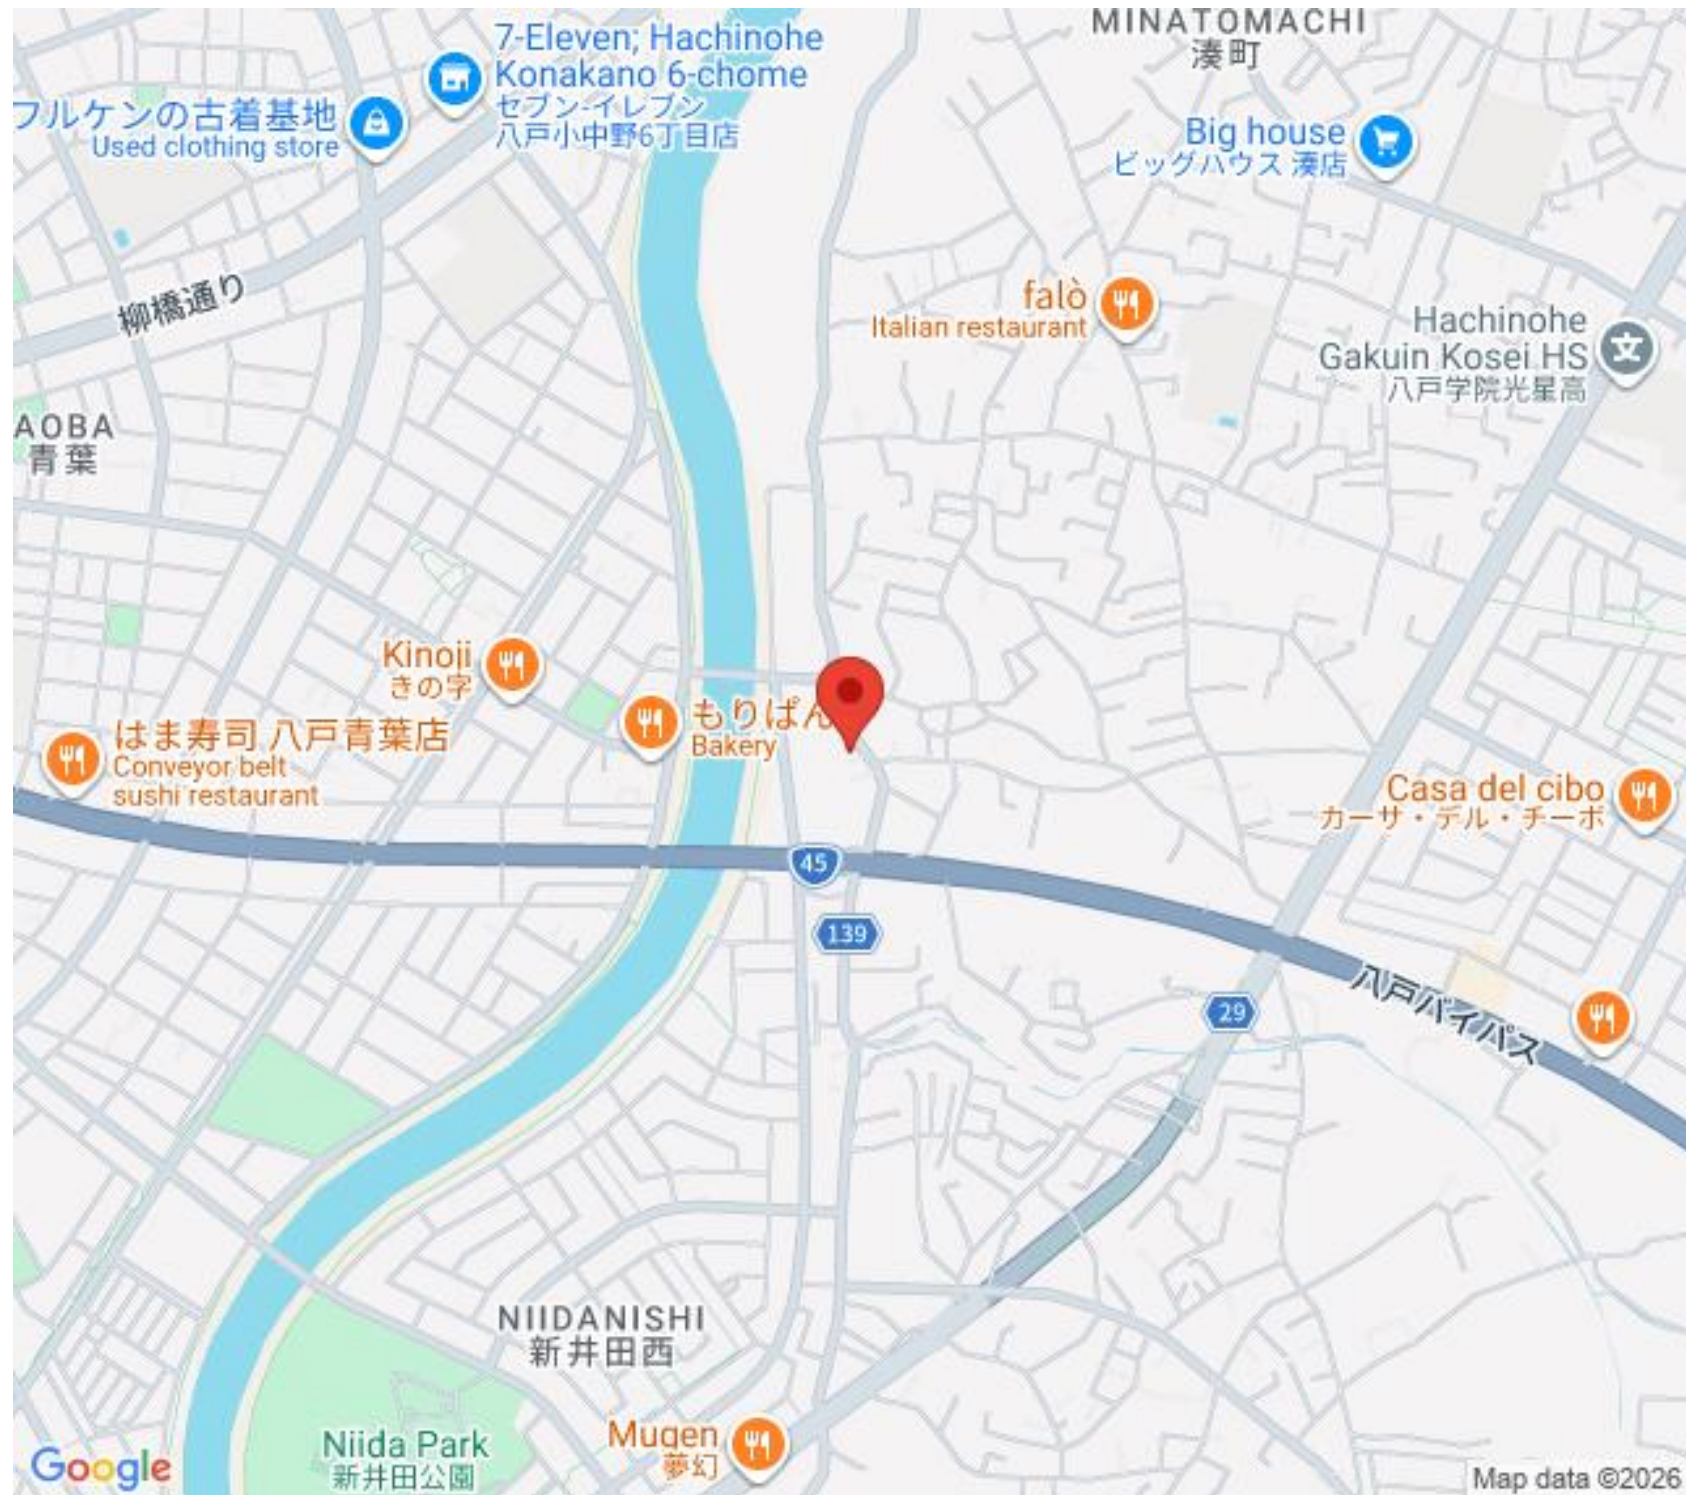 MINATOMACHI
湊町
7-Eleven; Hachinohe
Konakano 6-chome
セブン-イレブン
八戸小中野6丁目店
フルケンの古着基地
Used clothing store
Big house
ビッグハウス 湊店
柳橋通り
falò
Italian restaurant
Hachinohe
Gakuin Kosei HS
八戸学院光星高
AOBA
青葉
Kinoji
きの字
もりぱん
Bakery
はま寿司 八戸青葉店
Conveyor belt
sushi restaurant
Casa del cibo
カーサ・デル・チーボ
45
139
29
八戸バイパス
NIIDANISHI
新井田西
Niida Park
新井田公園
Mugen
夢幻
Google
Map data ©2026